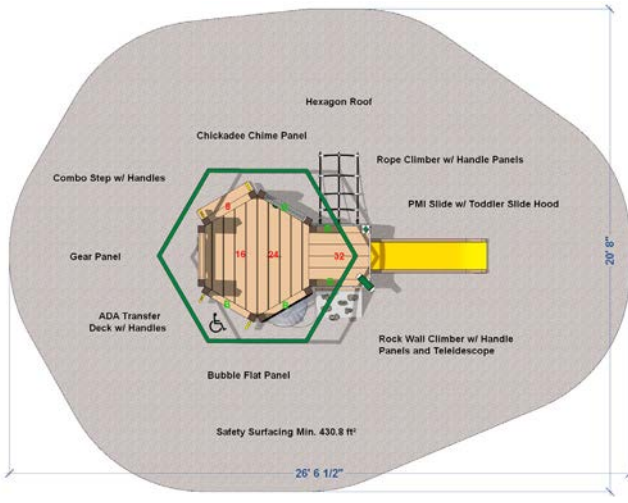 Hexagon Roof
Chickadee Chime Panel
Rope Climber w/ Handle Panels
Combo Step w/ Handles
PMI Slide w/ Toddler Slide Hood
8
16
24
32
Gear Panel
20' 8"
ADA Transfer
Deck w/ Handles
Rock Wall Climber w/ Handle
Panels and Teleidescope
Bubble Flat Panel
Safety Surfacing Min. 430.8 ft²
26' 6 1/2"